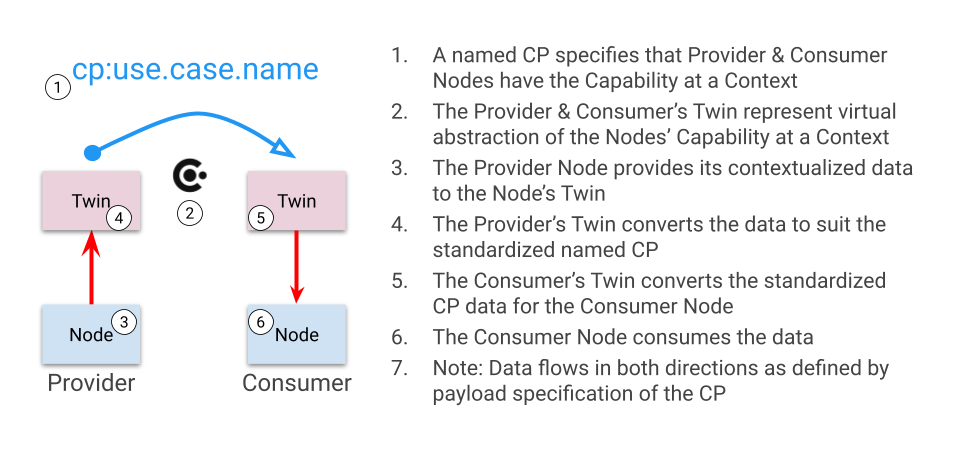 cp:use.case.name
1
Twin
4
2
5
Twin
Node
3
6
Node
Provider
Consumer
1. A named CP specifies that Provider & Consumer
Nodes have the Capability at a Context
2. The Provider & Consumer’s Twin represent virtual
abstraction of the Nodes’ Capability at a Context
3. The Provider Node provides its contextualized data
to the Node’s Twin
4. The Provider’s Twin converts the data to suit the
standardized named CP
5. The Consumer’s Twin converts the standardized
CP data for the Consumer Node
6. The Consumer Node consumes the data
7. Note: Data flows in both directions as defined by
payload specification of the CP